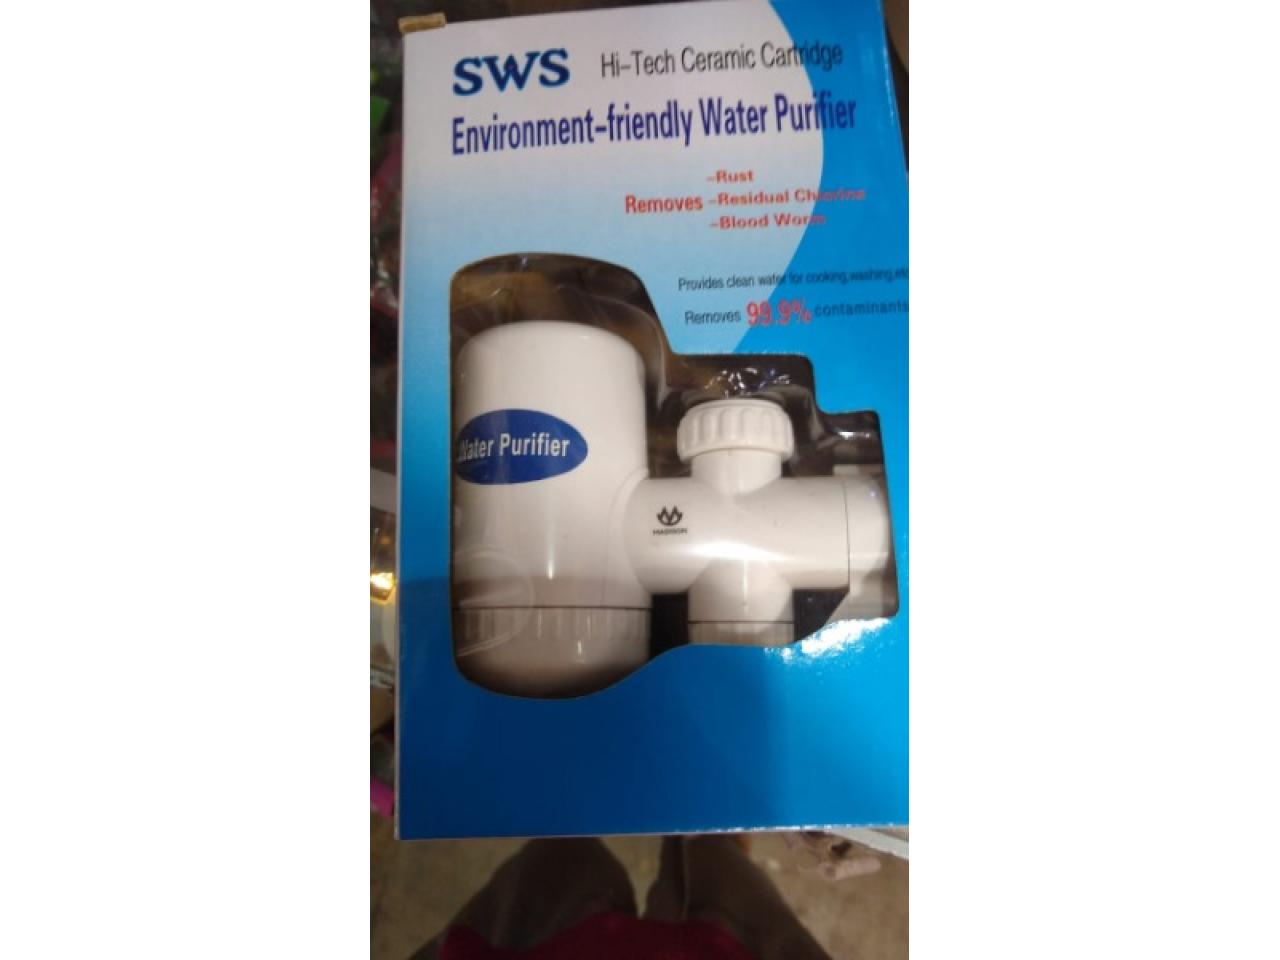 SWS Hi-Tech Ceramic Cartridge
Environment-friendly Water Purifier
-Rust
Removes -Residual Chlorine
-Blood Worm
Provides clean water for cooking,washing,etc
Removes 99.9% contaminants
Water Purifier